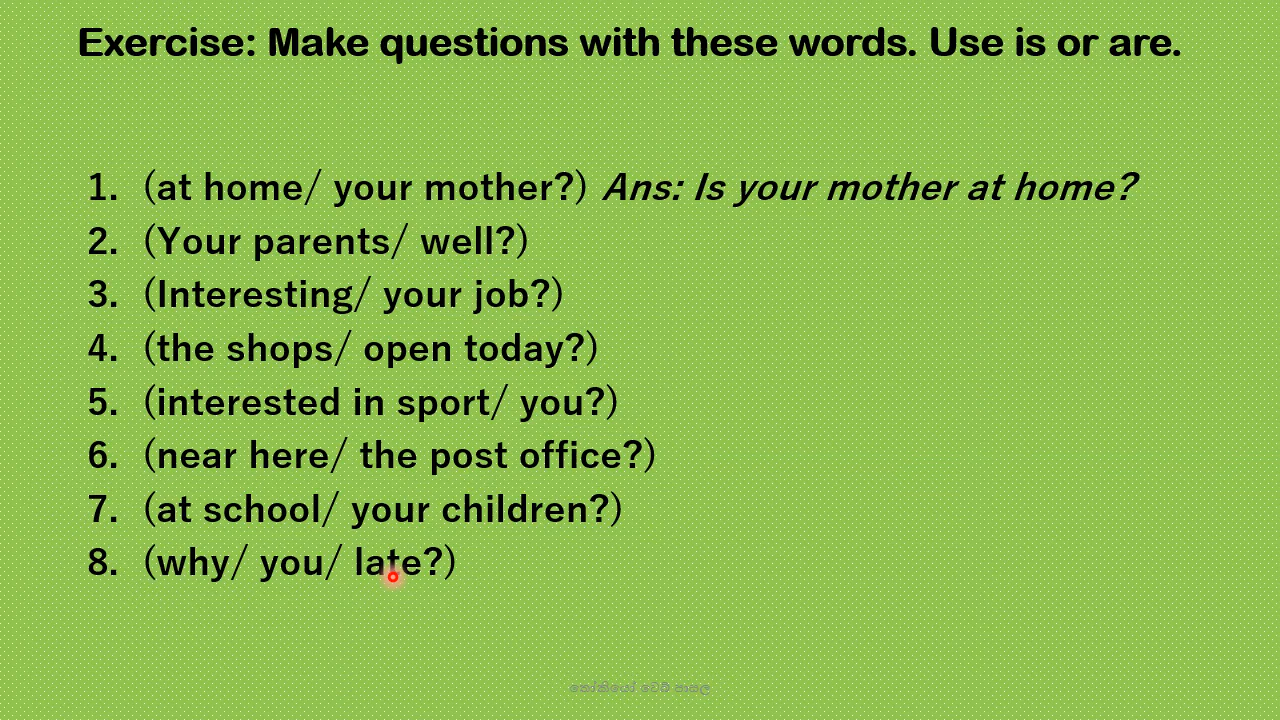 Exercise: Make questions with these words. Use is or are.
1. (at home/ your mother?) Ans: Is your mother at home?
2. (Your parents/ well?)
3. (Interesting/ your job?)
4. (the shops/ open today?)
5. (interested in sport/ you?)
6. (near here/ the post office?)
7. (at school/ your children?)
8. (why/ you/ late?)
තෝකියෝ වෙබ් පාසල